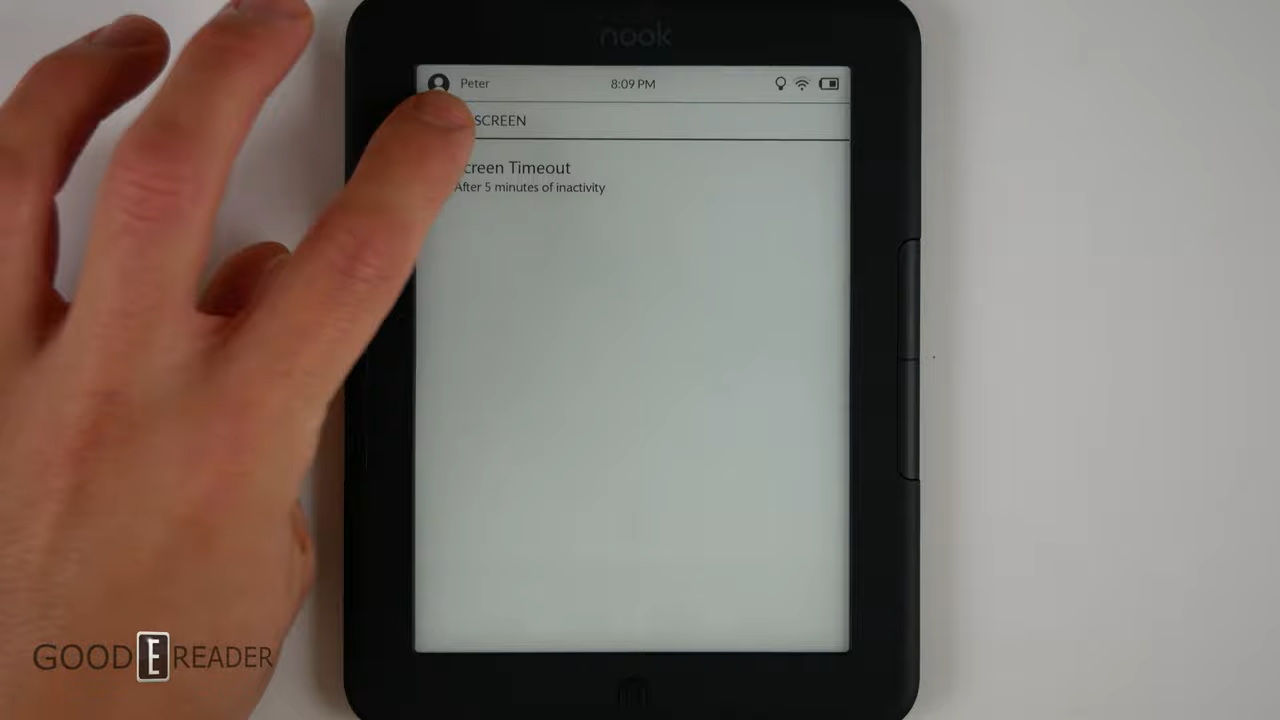 nook
Peter 8:09 PM
SCREEN
creen Timeout
After 5 minutes of inactivity
GOOD E READER